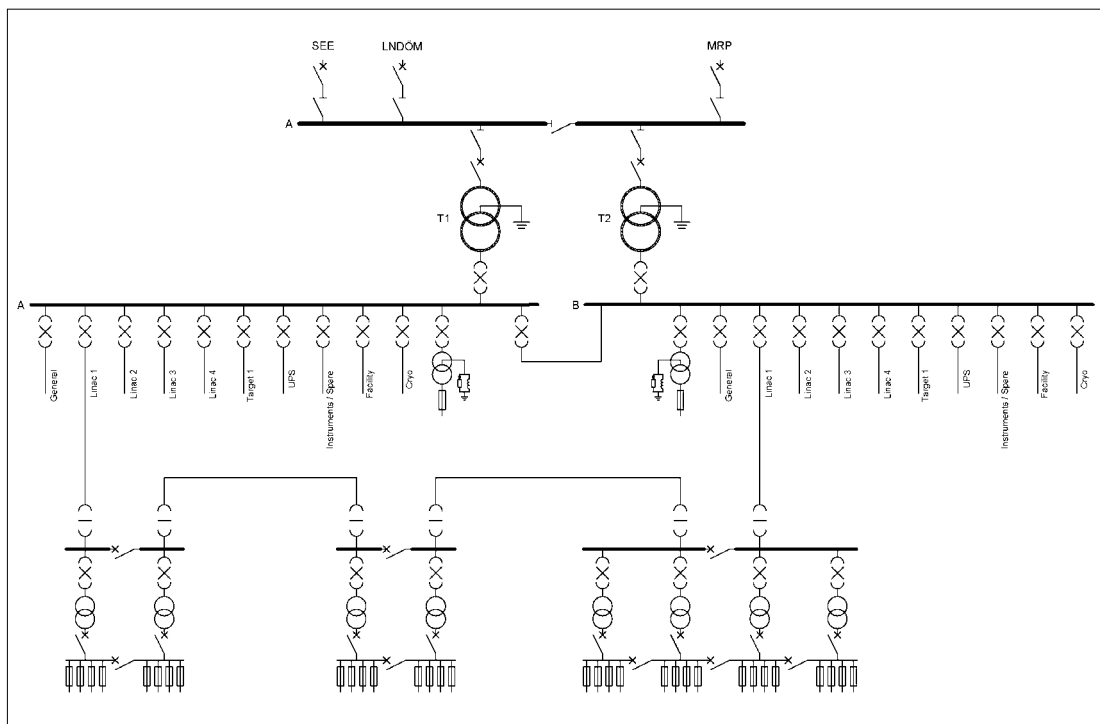 SEE
LNDÖM
MRP
A
T1
T2
A
B
General
Linac 1
Linac 2
Linac 3
Linac 4
Target 1
UPS
Instruments / Spare
Facility
Cryo
General
Linac 1
Linac 2
Linac 3
Linac 4
Target 1
UPS
Instruments / Spare
Facility
Cryo